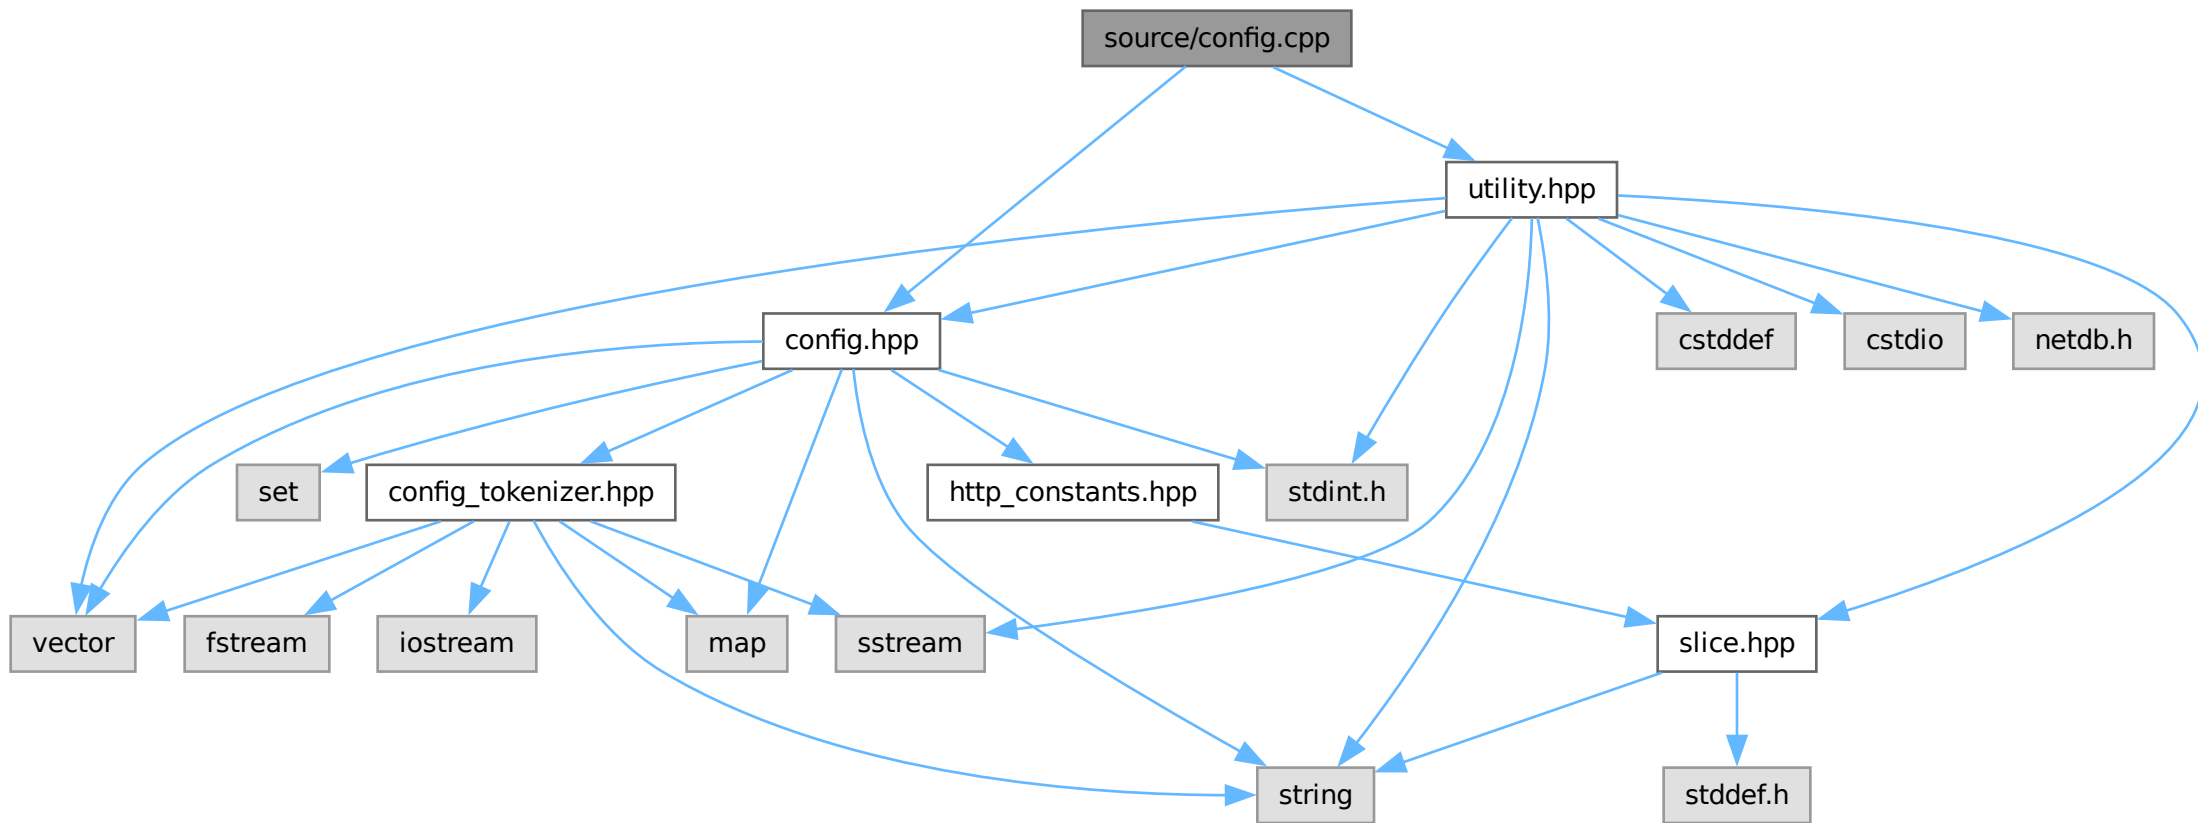 source/config.cpp
utility.hpp
config.hpp
cstddef
cstdio
netdb.h
set
config_tokenizer.hpp
http_constants.hpp
stdint.h
vector
fstream
iostream
map
sstream
slice.hpp
string
stddef.h